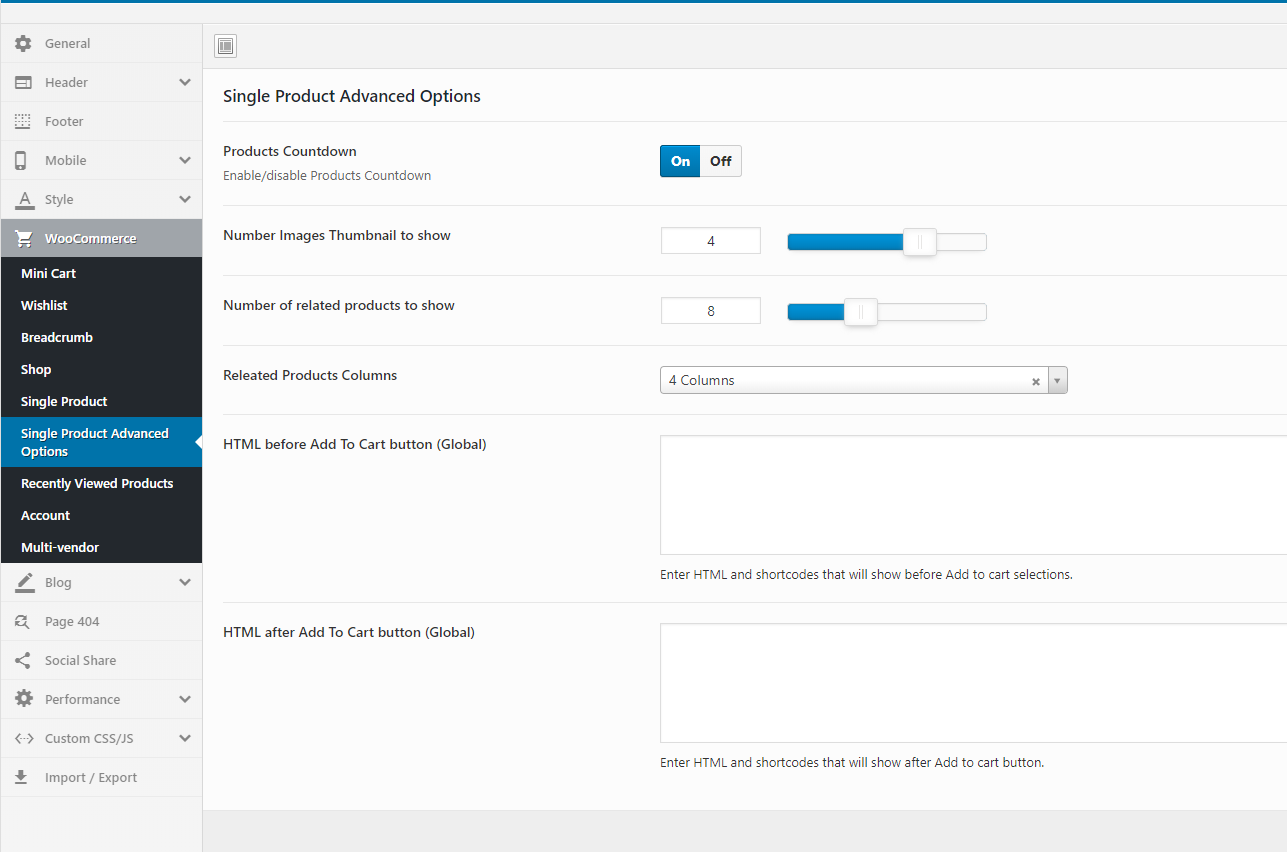 General
Header
Footer
Mobile
Style
WooCommerce
Mini Cart
Wishlist
Breadcrumb
Shop
Single Product
Single Product Advanced
Options
Recently Viewed Products
Account
Multi-vendor
Blog
Page 404
Social Share
Performance
Custom CSS/JS
Import / Export
Single Product Advanced Options
Products Countdown
Enable/disable Products Countdown
On Off
Number Images Thumbnail to show
4
Number of related products to show
8
Releated Products Columns
4 Columns
HTML before Add To Cart button (Global)
Enter HTML and shortcodes that will show before Add to cart selections.
HTML after Add To Cart button (Global)
Enter HTML and shortcodes that will show after Add to cart button.